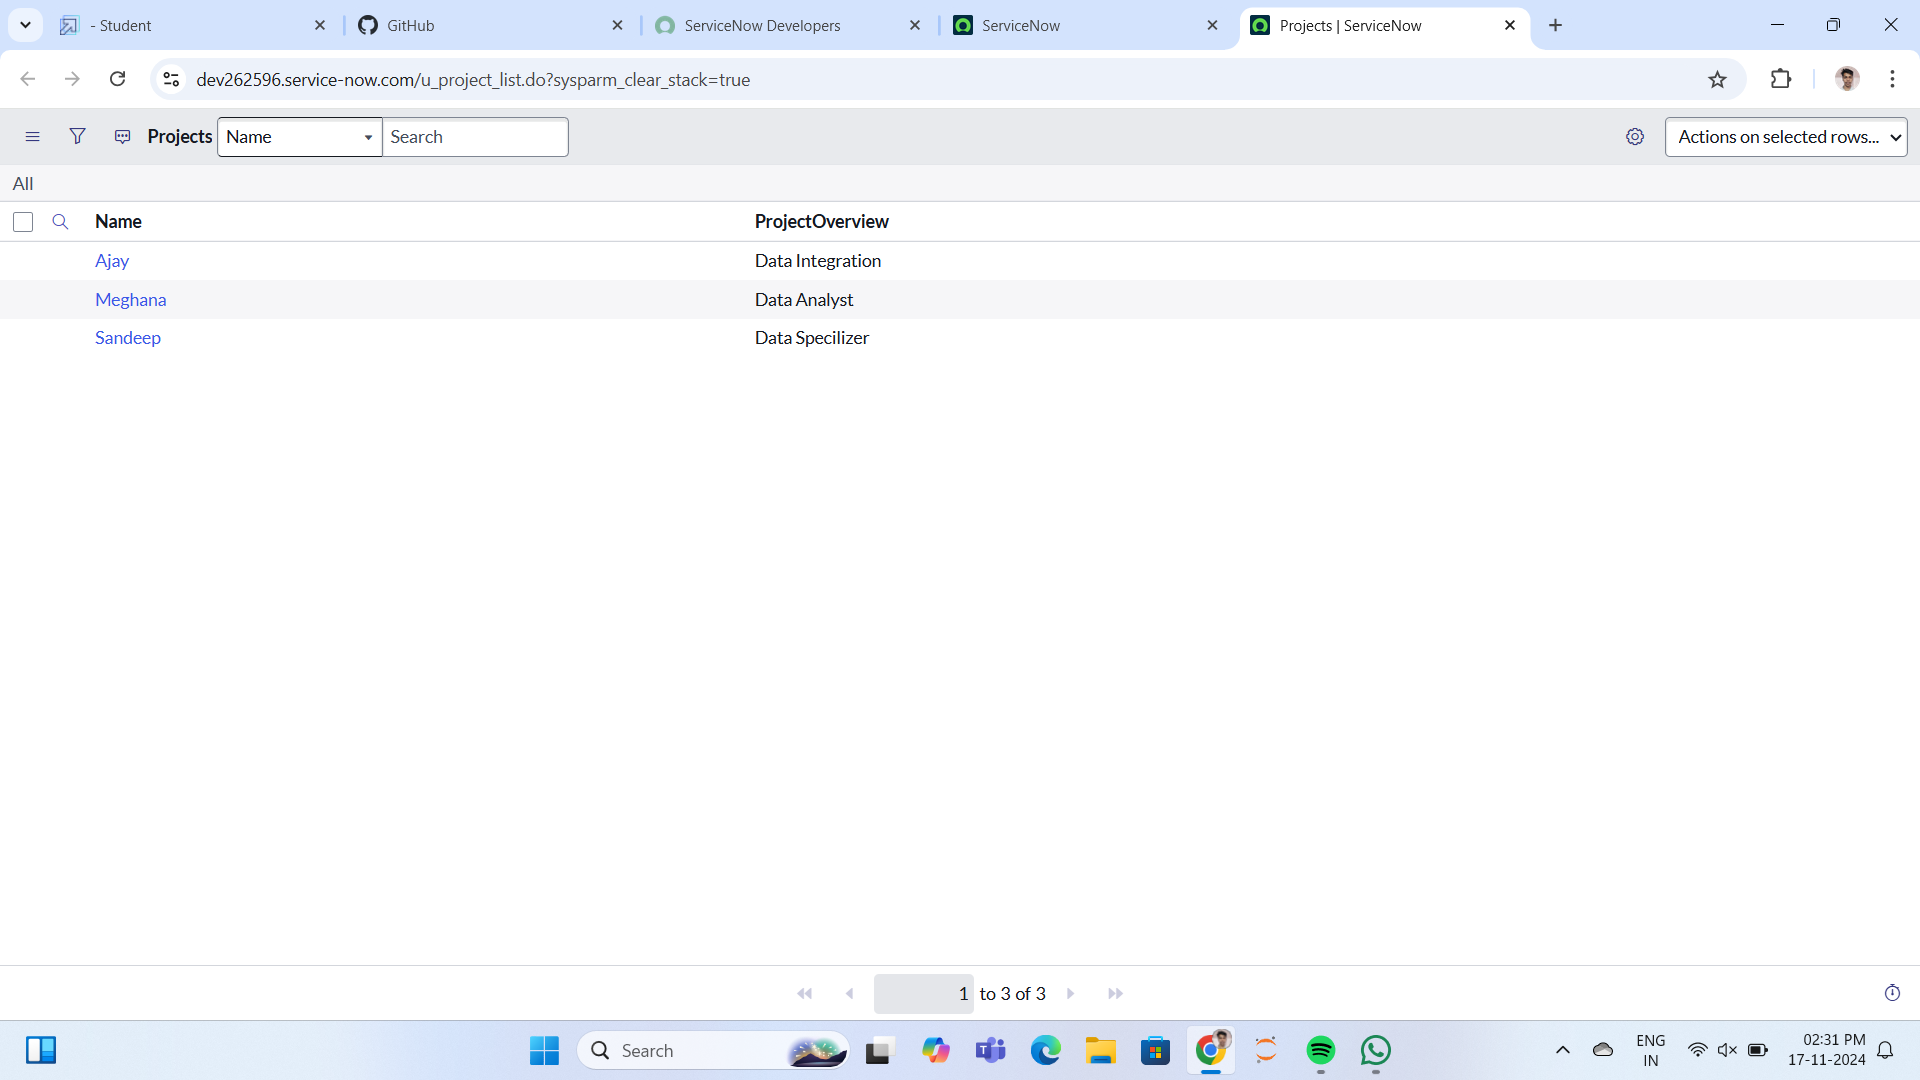 - Student
GitHub
ServiceNow Developers
ServiceNow
Projects | ServiceNow
dev262596.service-now.com/u_project_list.do?sysparm_clear_stack=true
Projects
Name
Search
Actions on selected rows...
All
Name ProjectOverview
Ajay Data Integration
Meghana Data Analyst
Sandeep Data Specilizer
1 to 3 of 3
Search
ENG
IN
02:31 PM
17-11-2024